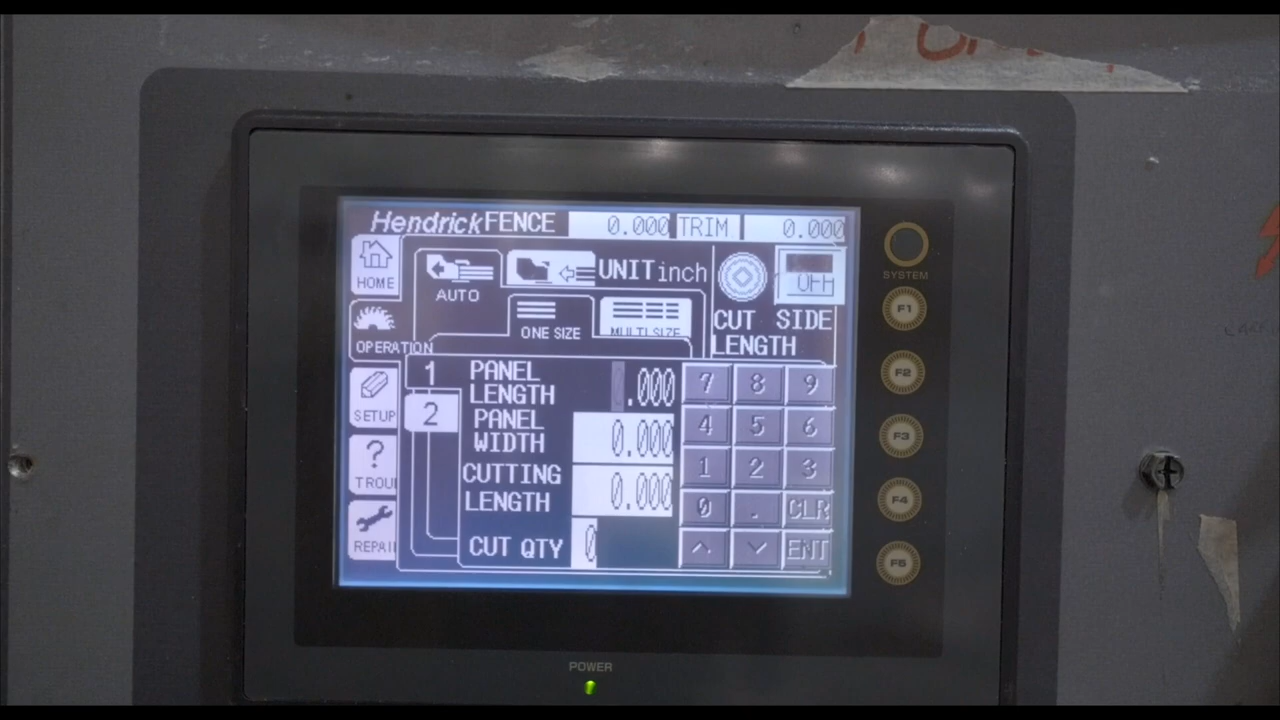 Hendrick FENCE 0.000 TRIM 0.000
HOME
AUTO
UNIT inch
OFF
SYSTEM
F1
OPERATION
ONE SIZE
MULTI SIZE
CUT SIDE
LENGTH
1
PANEL
LENGTH
.000
7 8 9
F2
SETUP
2
PANEL
WIDTH
0.000
4 5 6
F3
TROU
CUTTING
LENGTH
0.000
1 2 3
0 . CLR
F4
REPAI
CUT QTY
0
ENT
F5
POWER